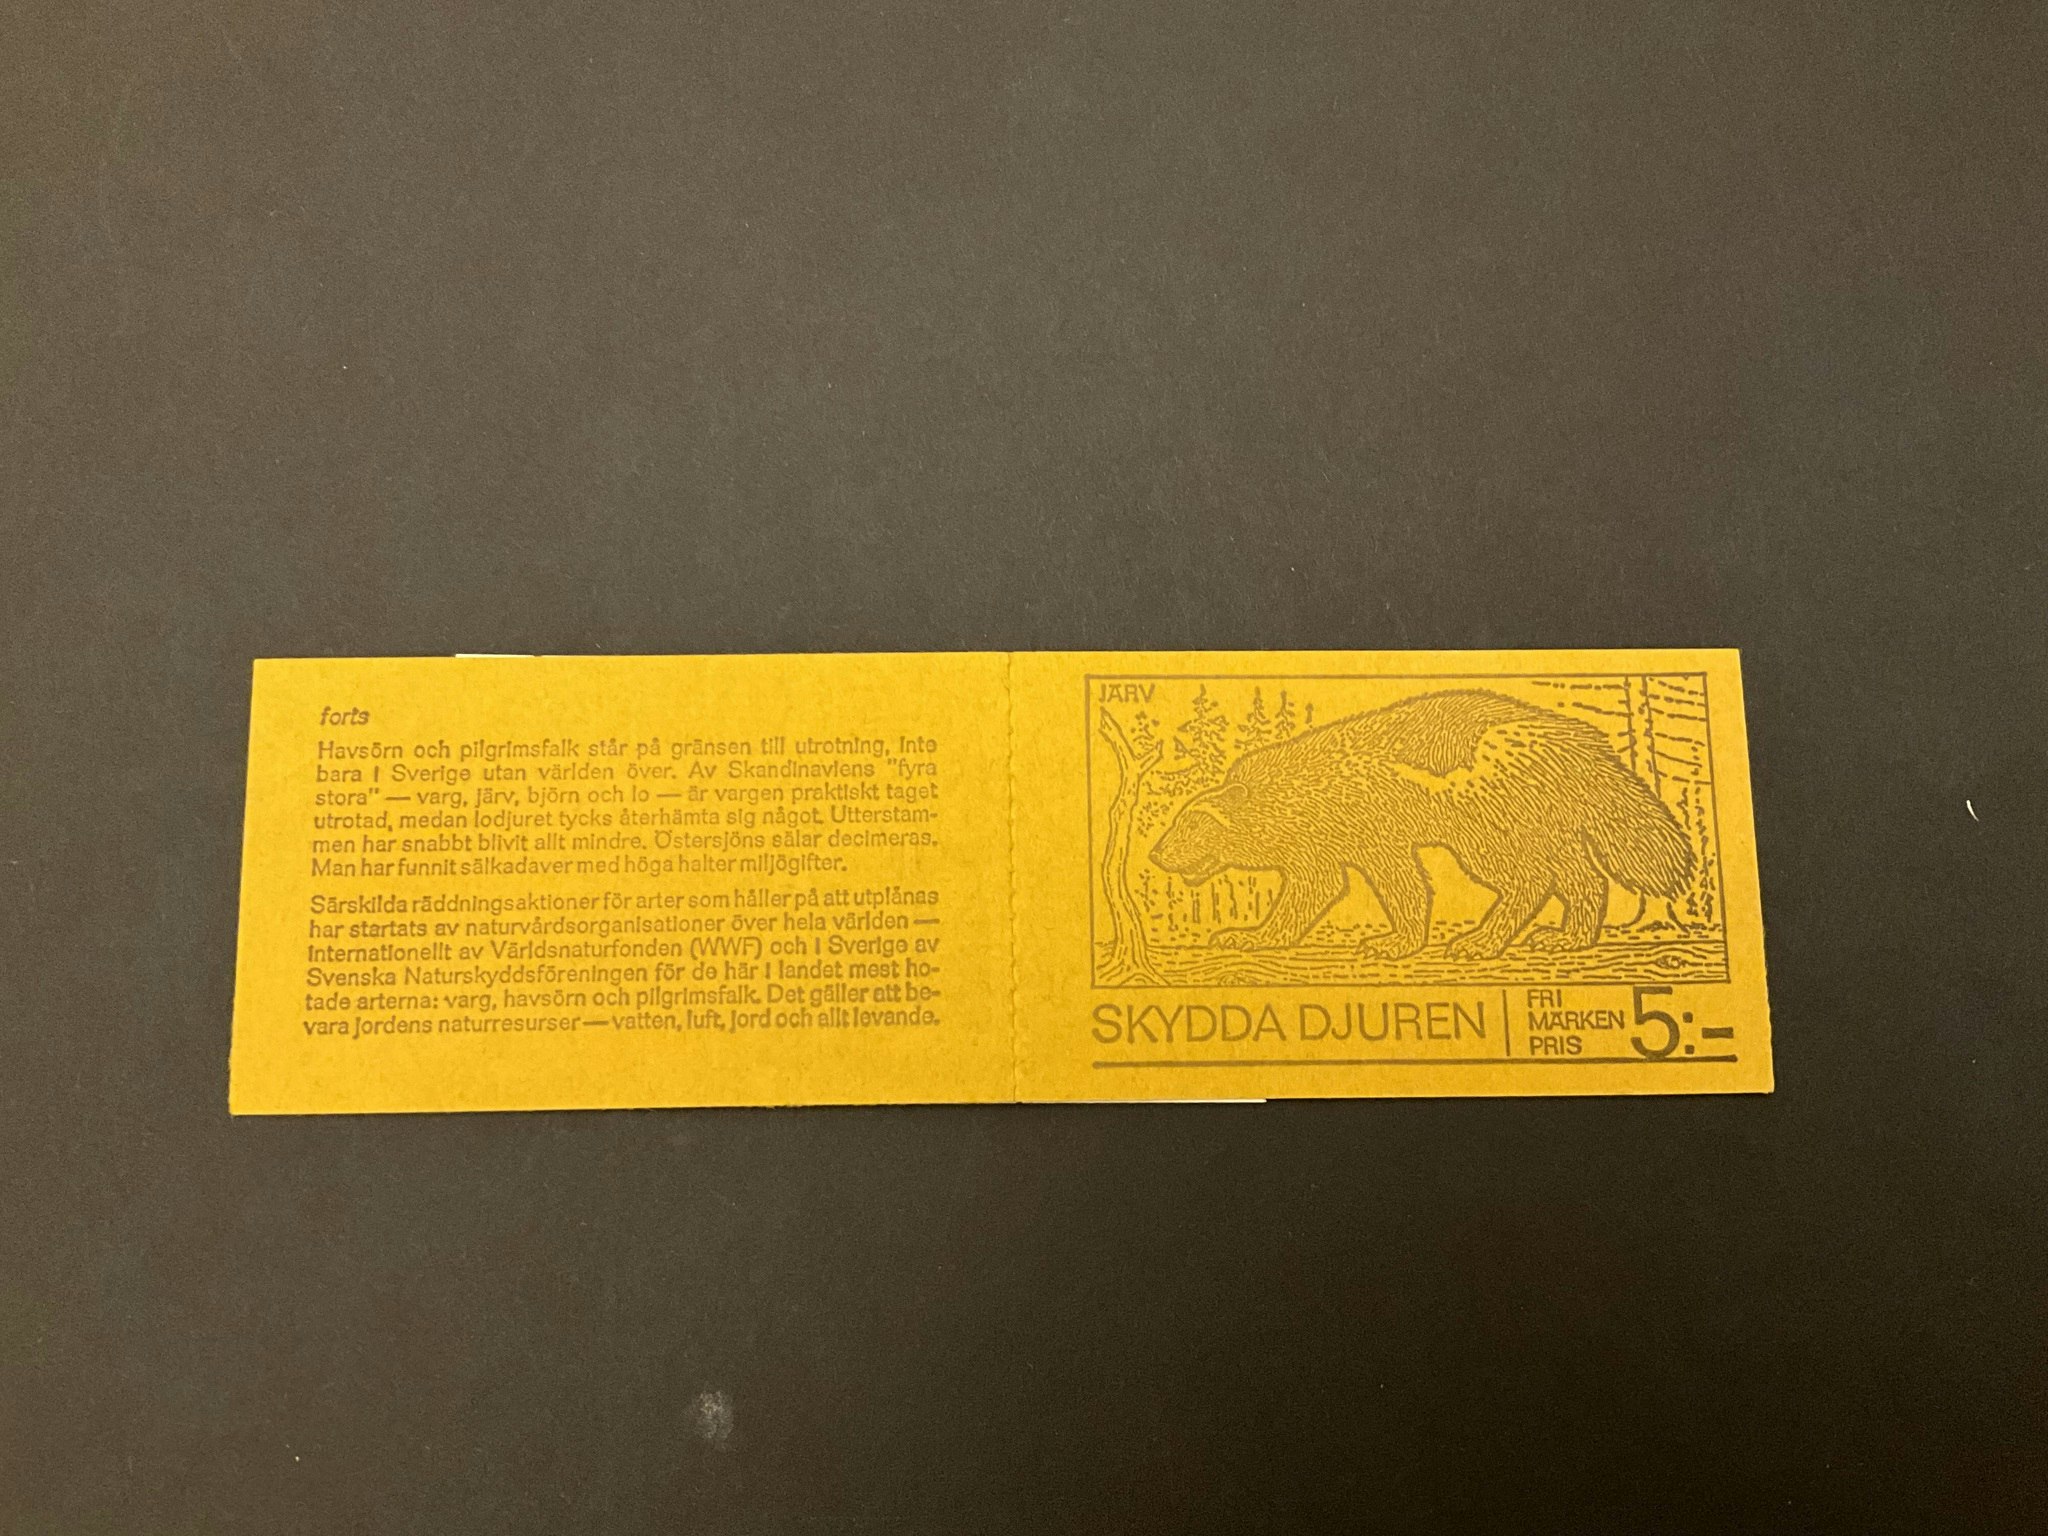 forts
Havsörn och pilgrimsfalk står på gränsen till utrotning, inte
bara i Sverige utan världen över. Av Skandinaviens "fyra
stora" — varg, järv, björn och lo — är vargen praktiskt taget
utrotad, medan lodjuret tycks återhämta sig något. Utterstam-
men har snabbt blivit allt mindre. Östersjöns sälar decimeras.
Man har funnit sälkadaver med höga halter miljögifter.
Särskilda räddningsaktioner för arter som håller på att utplånas
har startats av naturvårdsorganisationer över hela världen —
internationellt av Världsnaturfonden (WWF) och i Sverige av
Svenska Naturskyddsföreningen för de här i landet mest ho-
tade arterna: varg, havsörn och pilgrimsfalk. Det gäller att be-
vara jordens naturresurser — vatten, luft, jord och allt levande.
JÄRV
SKYDDA DJUREN
FRI
MÄRKEN
PRIS
5:-